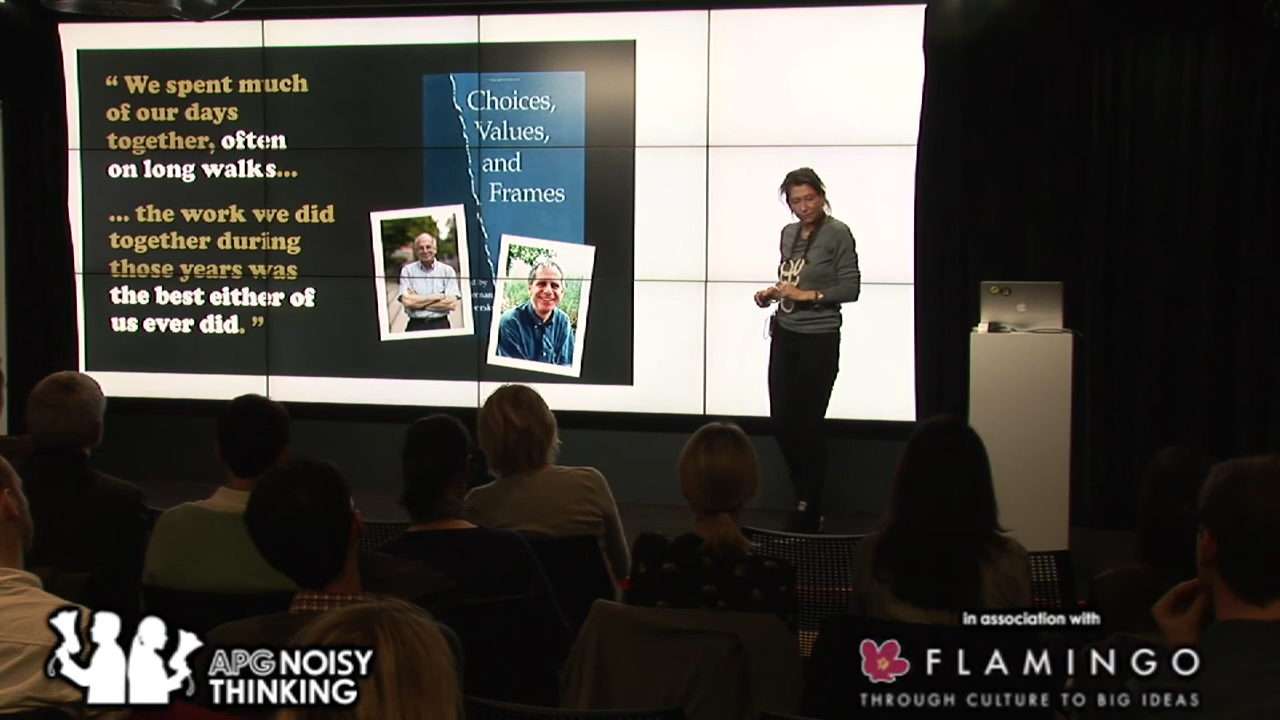 “ We spent much
of our days
together, often
on long walks...
... the work we did
together during
those years was
the best either of
us ever did. ”
Choices,
Values,
and
Frames
in association with
APG NOISY
THINKING
FLAMINGO
THROUGH CULTURE TO BIG IDEAS